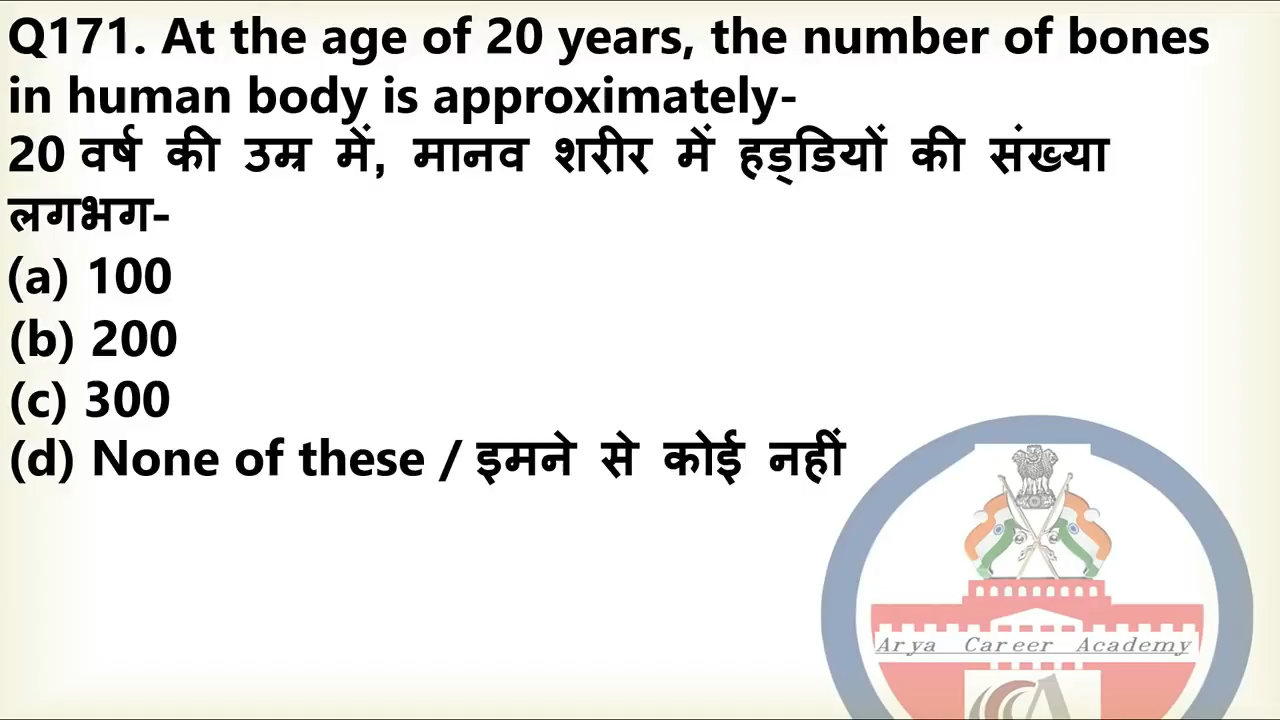 Q171. At the age of 20 years, the number of bones
in human body is approximately-
20 वर्ष की उम्र में, मानव शरीर में हड्डियों की संख्या
लगभग-
(a) 100
(b) 200
(c) 300
(d) None of these / इमने से कोई नहीं
Arya Career Academy